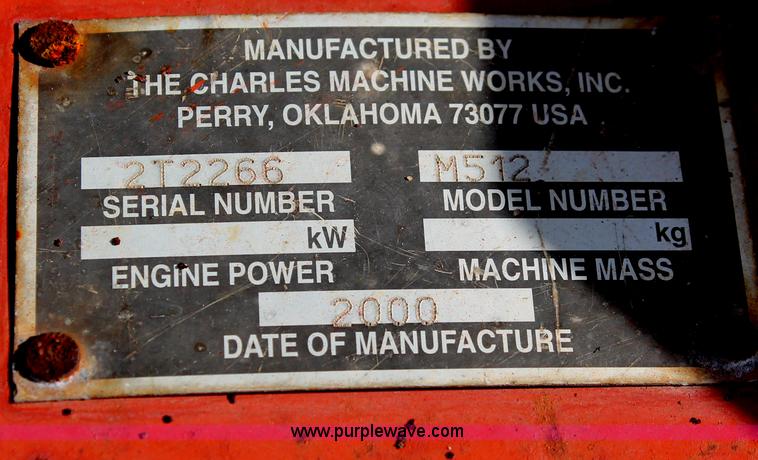 MANUFACTURED BY
THE CHARLES MACHINE WORKS, INC.
PERRY, OKLAHOMA 73077 USA
2T2266 M512
SERIAL NUMBER MODEL NUMBER
kW kg
ENGINE POWER MACHINE MASS
2000
DATE OF MANUFACTURE
www.purplewave.com